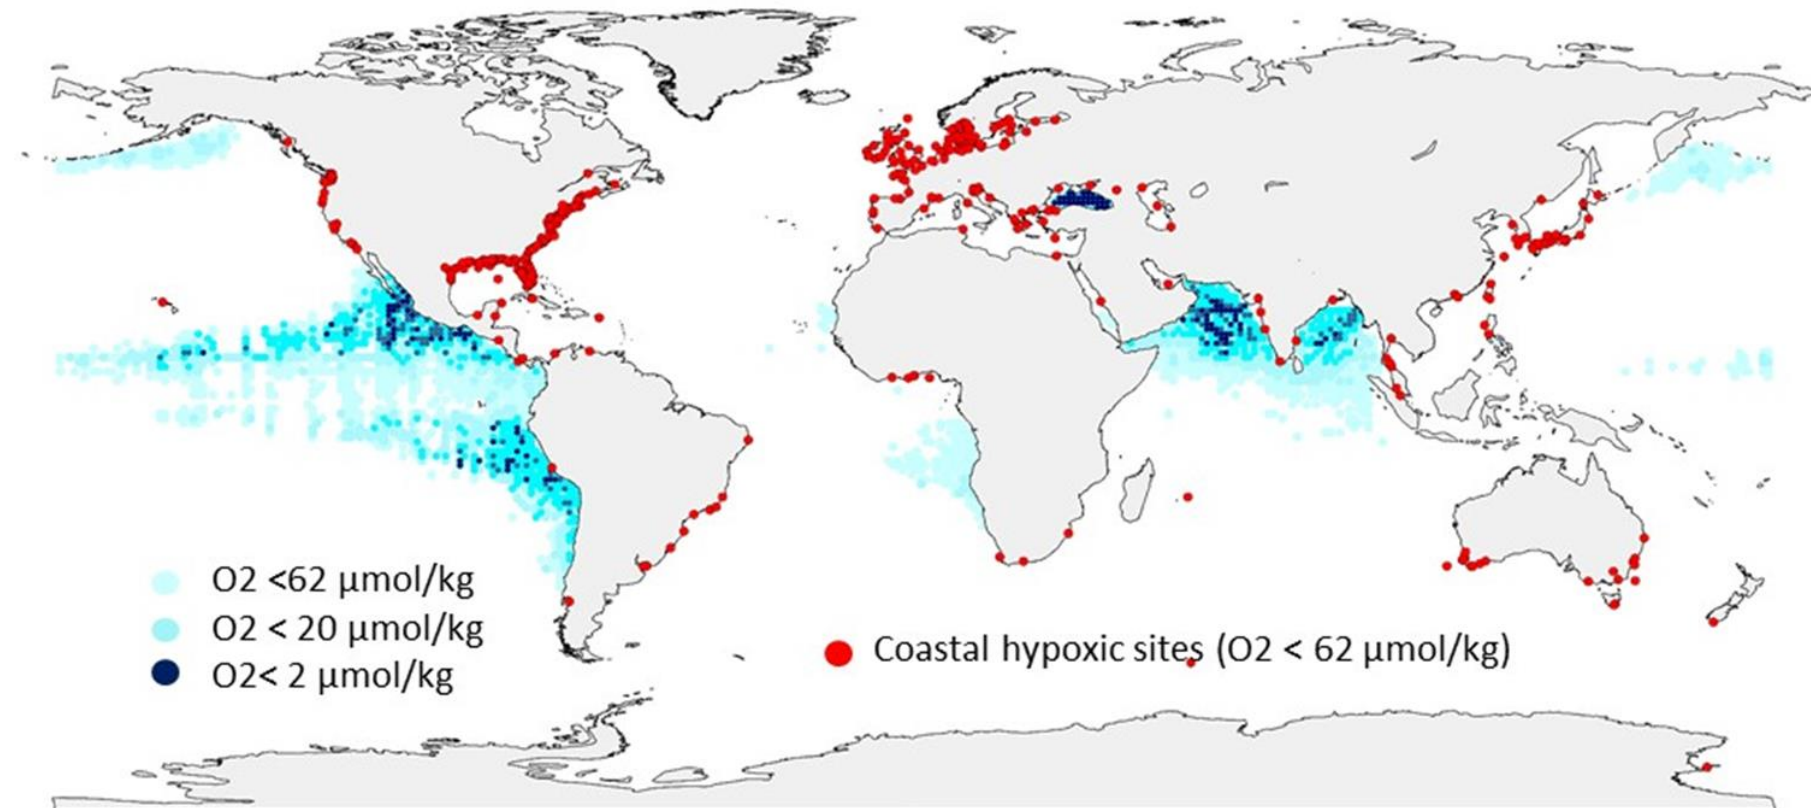 O2 <62 µmol/kg
O2 < 20 µmol/kg
O2< 2 µmol/kg
Coastal hypoxic sites (O2 < 62 µmol/kg)